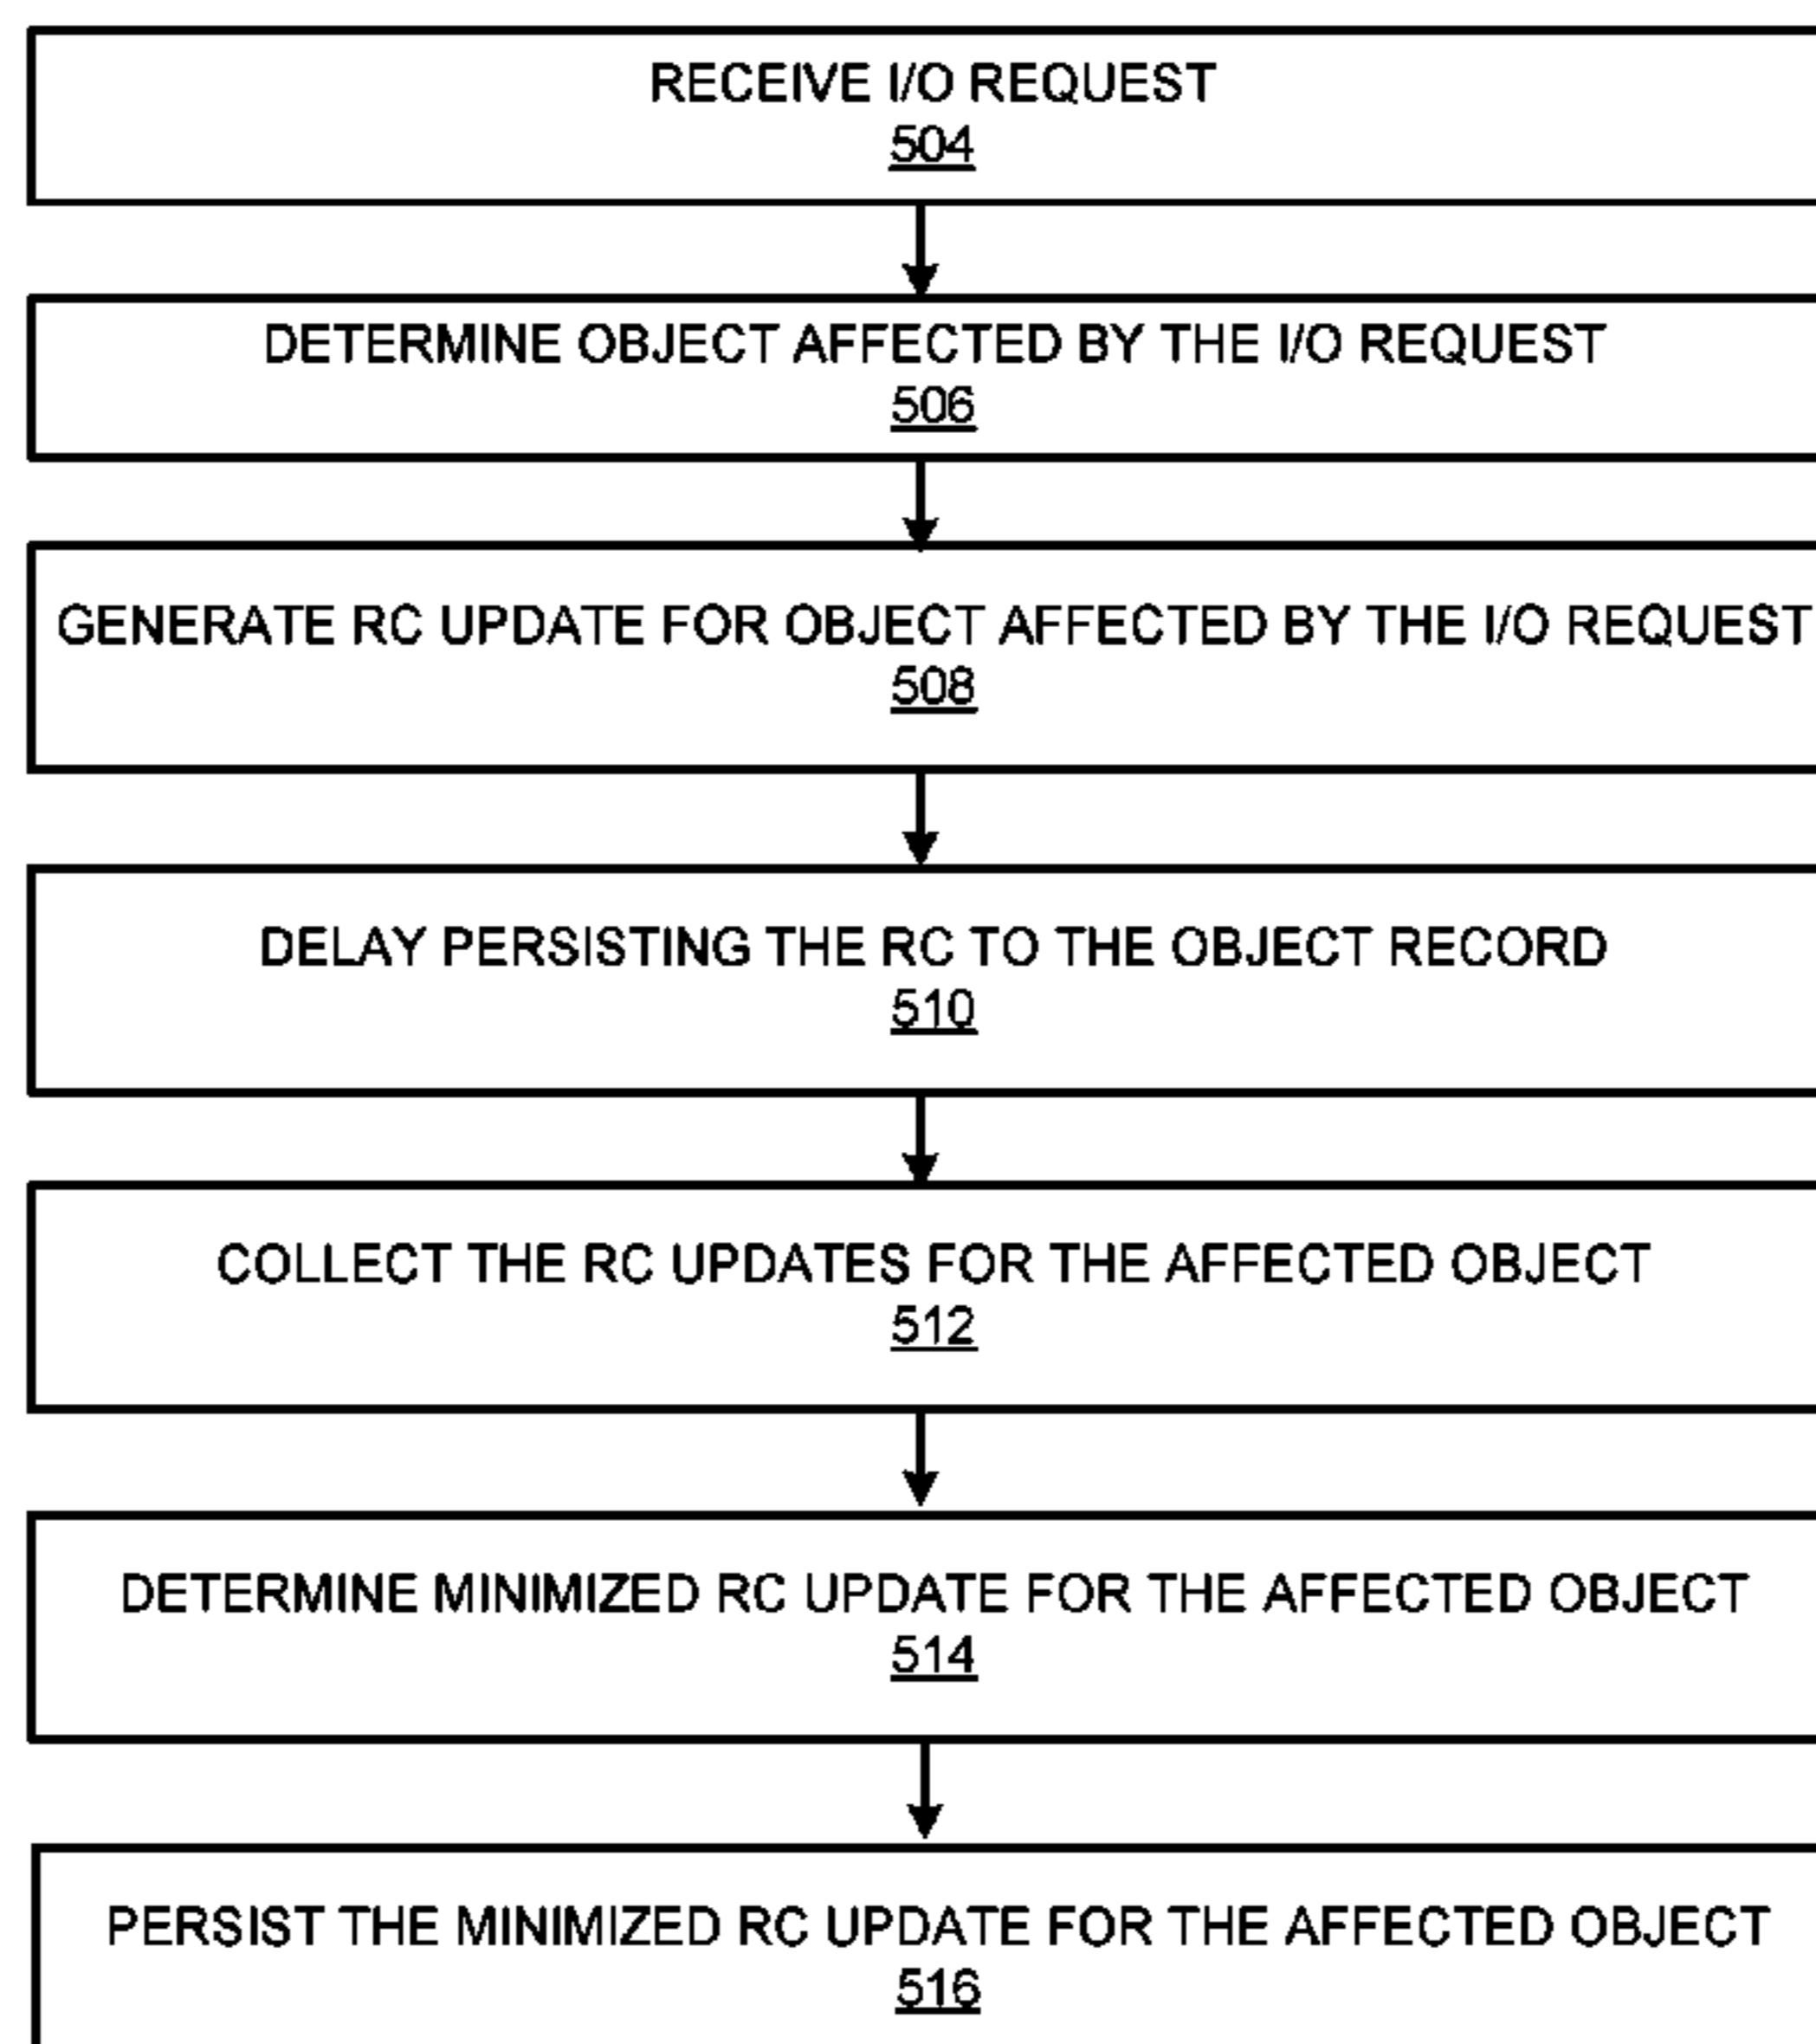 RECEIVE I/O REQUEST
504
DETERMINE OBJECT AFFECTED BY THE I/O REQUEST
506
GENERATE RC UPDATE FOR OBJECT AFFECTED BY THE I/O REQUEST
508
DELAY PERSISTING THE RC TO THE OBJECT RECORD
510
COLLECT THE RC UPDATES FOR THE AFFECTED OBJECT
512
DETERMINE MINIMIZED RC UPDATE FOR THE AFFECTED OBJECT
514
PERSIST THE MINIMIZED RC UPDATE FOR THE AFFECTED OBJECT
516